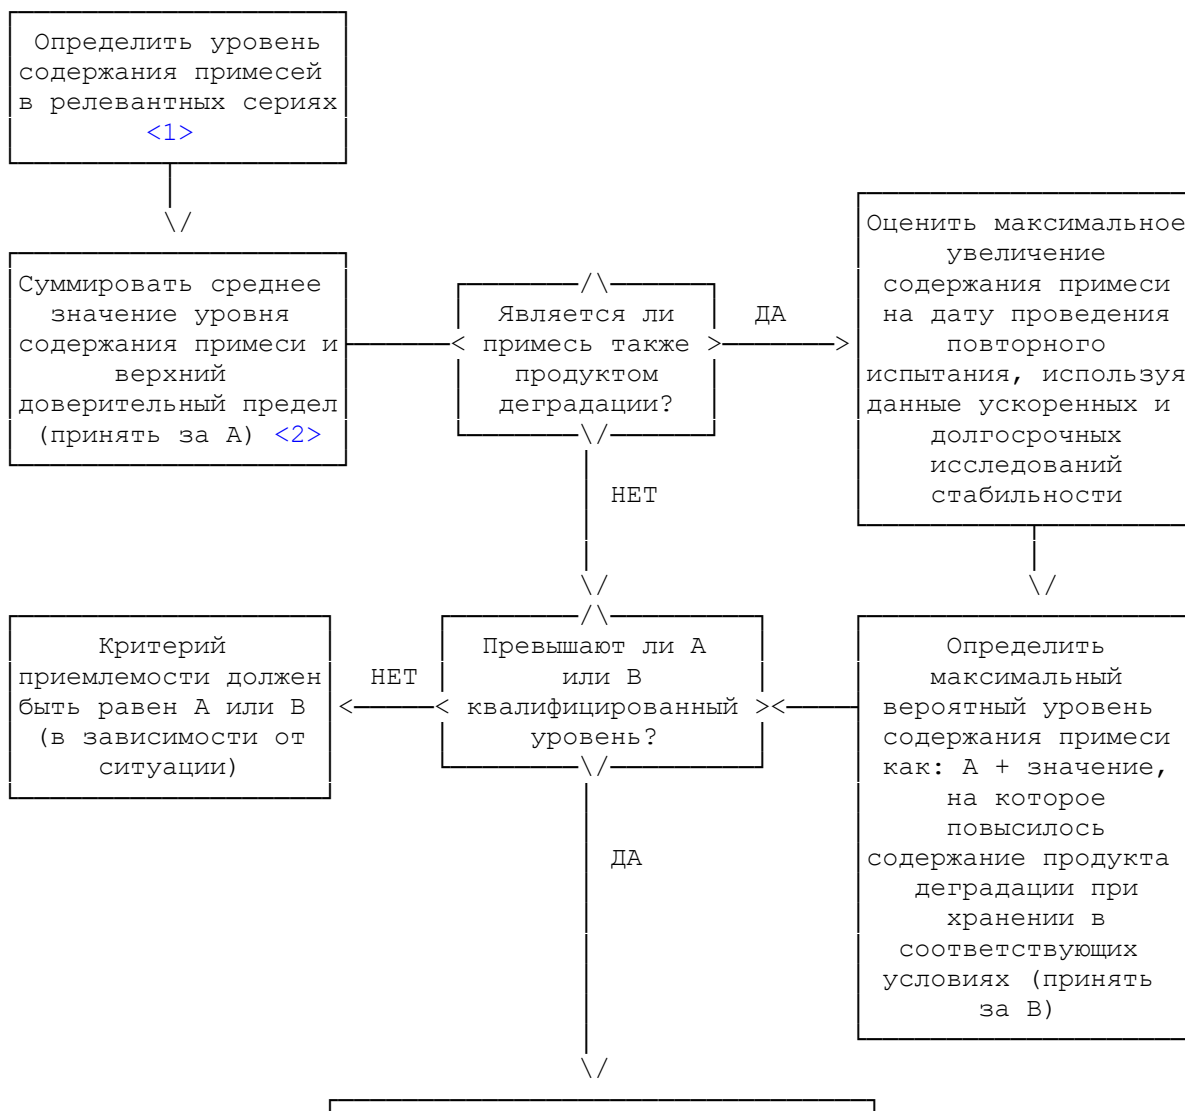 Определить уровень
содержания примесей
в релевантных сериях
<1>
Суммировать среднее
значение уровня
содержания примеси и
верхний
доверительный предел
(принять за A) <2>
Является ли
примесь также
продуктом
деградации?
ДА
Оценить максимальное
увеличение
содержания примеси
на дату проведения
повторного
испытания, используя
данные ускоренных и
долгосрочных
исследований
стабильности
НЕТ
Превышают ли A
или B
квалифицированный
уровень?
НЕТ
Критерий
приемлемости должен
быть равен A или B
(в зависимости от
ситуации)
Определить
максимальный
вероятный уровень
содержания примеси
как: A + значение,
на которое
повысилось
содержание продукта
деградации при
хранении в
соответствующих
условиях (принять
за B)
ДА